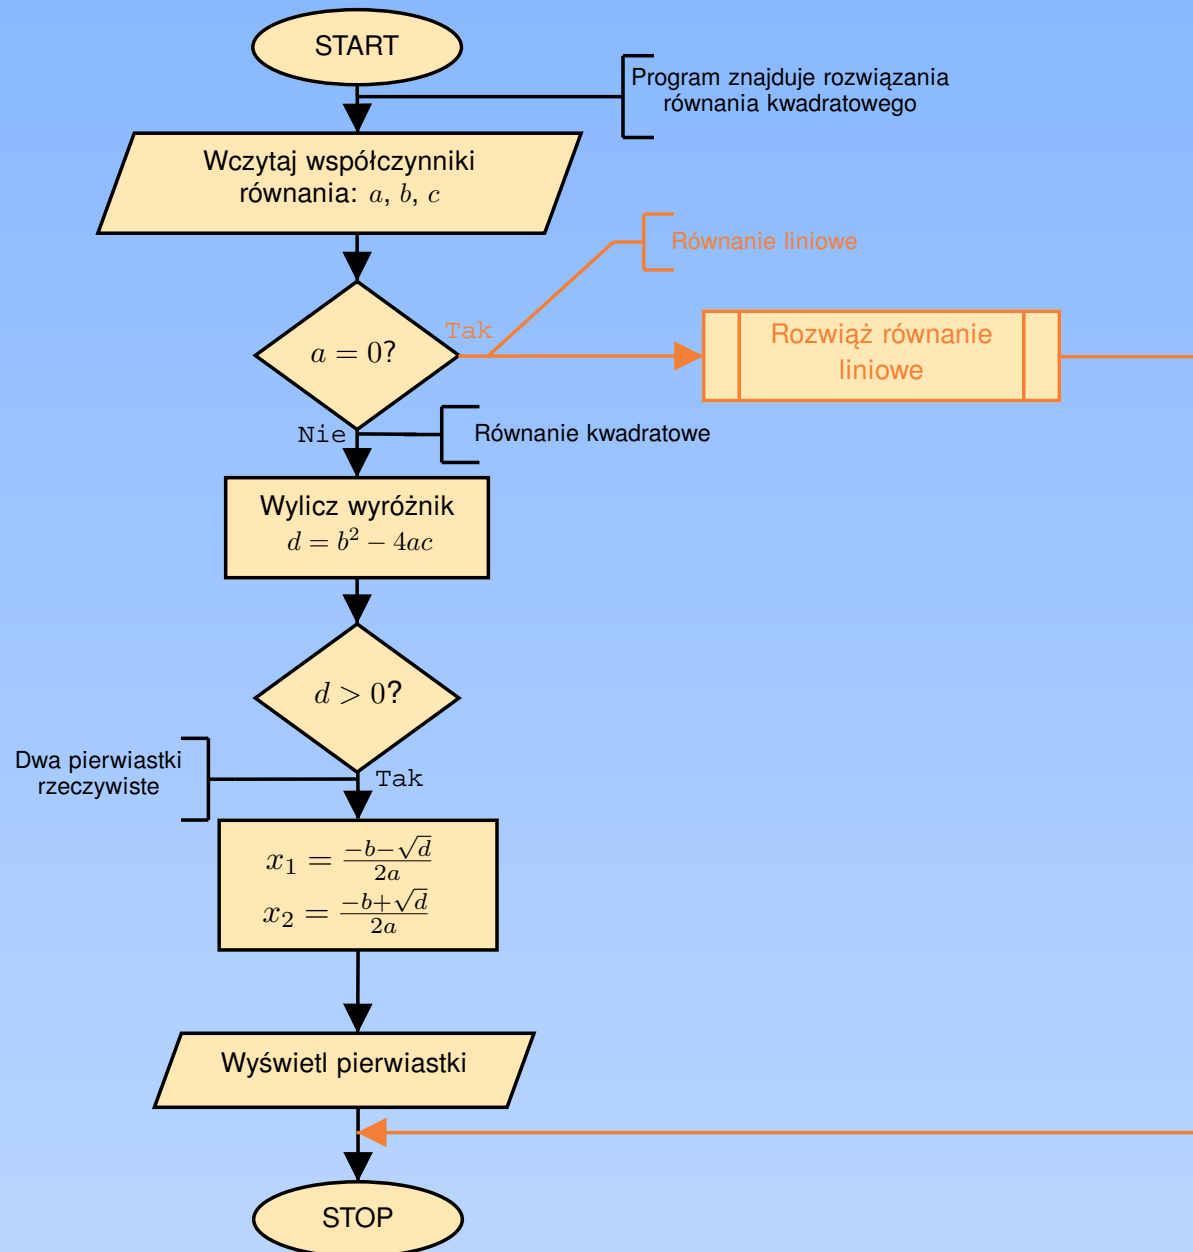 START
Program znajduje rozwiązania
równania kwadratowego
Wczytaj współczynniki
równania: a, b, c
Równanie liniowe
Tak
a = 0?
Rozwiąż równanie
liniowe
Nie
Równanie kwadratowe
Wylicz wyróżnik
d = b² − 4ac
d > 0?
Dwa pierwiastki
rzeczywiste
Tak
x₁ = (−b−√d)/(2a)
x₂ = (−b+√d)/(2a)
Wyświetl pierwiastki
STOP